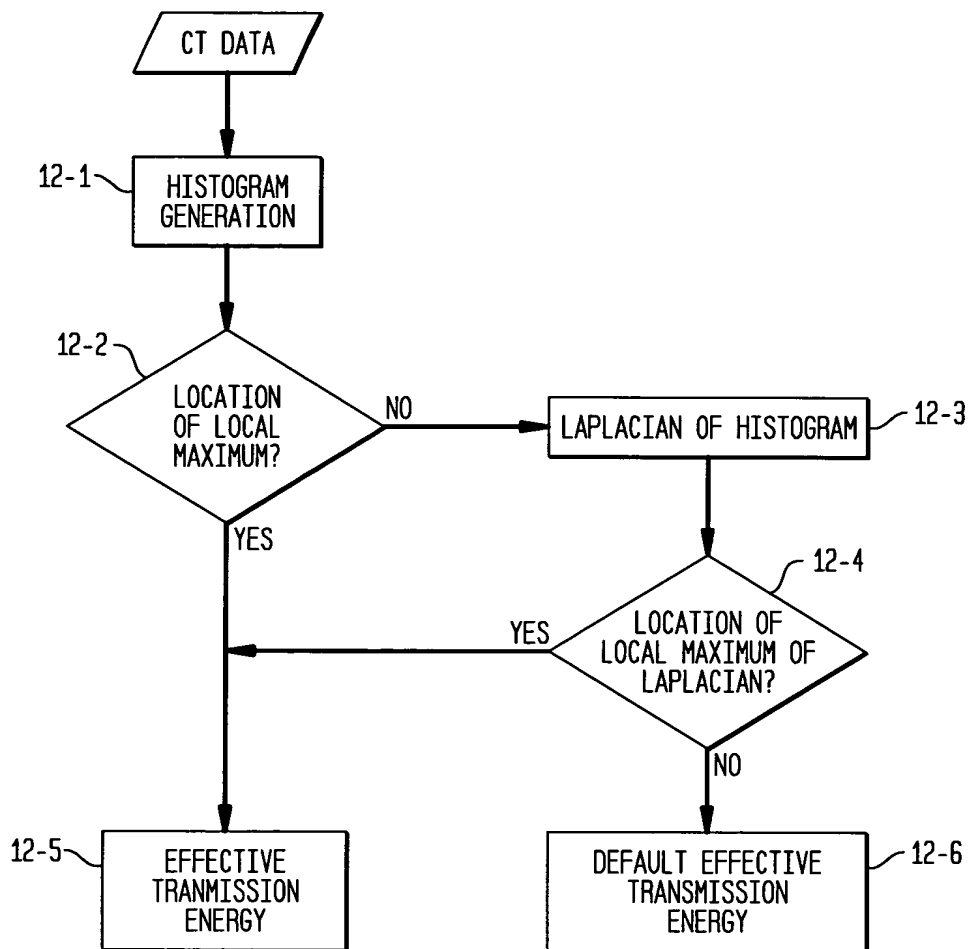 CT DATA
12-1
HISTOGRAM
GENERATION
12-2
LOCATION
OF LOCAL
MAXIMUM?
NO
LAPLACIAN OF HISTOGRAM
12-3
YES
12-4
LOCATION OF
LOCAL MAXIMUM OF
LAPLACIAN?
YES
NO
12-5
EFFECTIVE
TRANMISSION
ENERGY
DEFAULT EFFECTIVE
TRANSMISSION
ENERGY
12-6